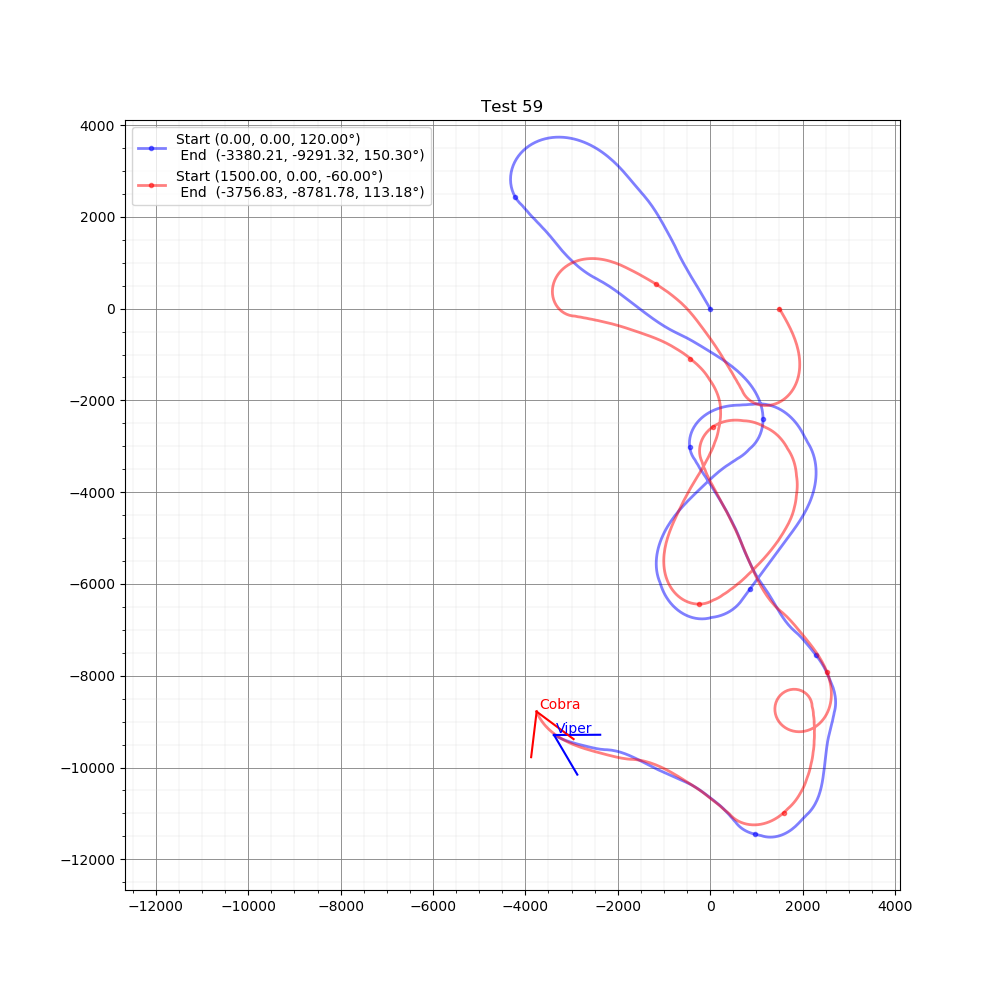 Test 59
Start (0.00, 0.00, 120.00°)
End (-3380.21, -9291.32, 150.30°)
Start (1500.00, 0.00, -60.00°)
End (-3756.83, -8781.78, 113.18°)
4000
2000
0
−2000
−4000
−6000
−8000
−10000
−12000
Cobra
Viper
−12000 −10000 −8000 −6000 −4000 −2000 0 2000 4000